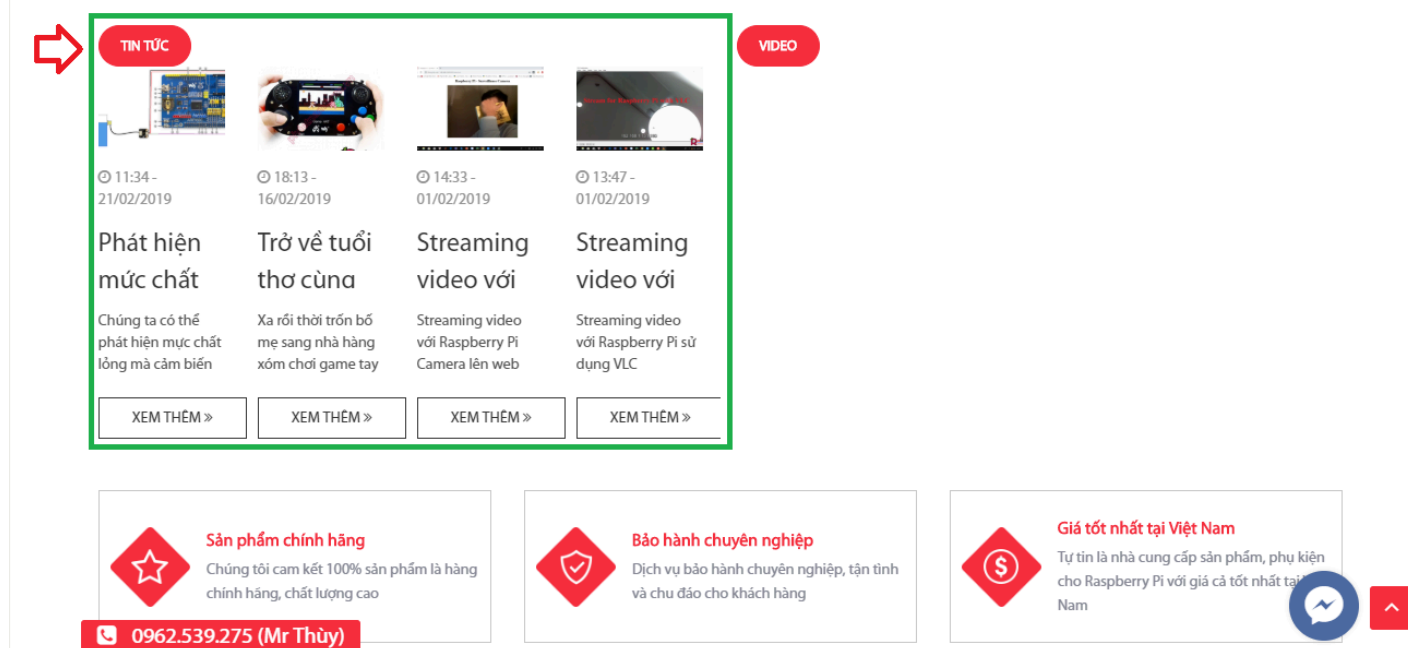 TIN TỨC
VIDEO
11:34 -
21/02/2019
Phát hiện
mức chất
Chúng ta có thể
phát hiện mực chất
lỏng mà cảm biến
XEM THÊM »
18:13 -
16/02/2019
Trở về tuổi
thơ cùng
Xa rồi thời trốn bố
mẹ sang nhà hàng
xóm chơi game tay
XEM THÊM »
14:33 -
01/02/2019
Streaming
video với
Streaming video
với Raspberry Pi
Camera lên web
XEM THÊM »
13:47 -
01/02/2019
Streaming
video với
Streaming video
với Raspberry Pi sử
dụng VLC
XEM THÊM »
Sản phẩm chính hãng
Chúng tôi cam kết 100% sản phẩm là hàng
chính hãng, chất lượng cao
Bảo hành chuyên nghiệp
Dịch vụ bảo hành chuyên nghiệp, tận tình
và chu đáo cho khách hàng
Giá tốt nhất tại Việt Nam
Tự tin là nhà cung cấp sản phẩm, phụ kiện
cho Raspberry Pi với giá cả tốt nhất tại
Nam
0962.539.275 (Mr Thùy)